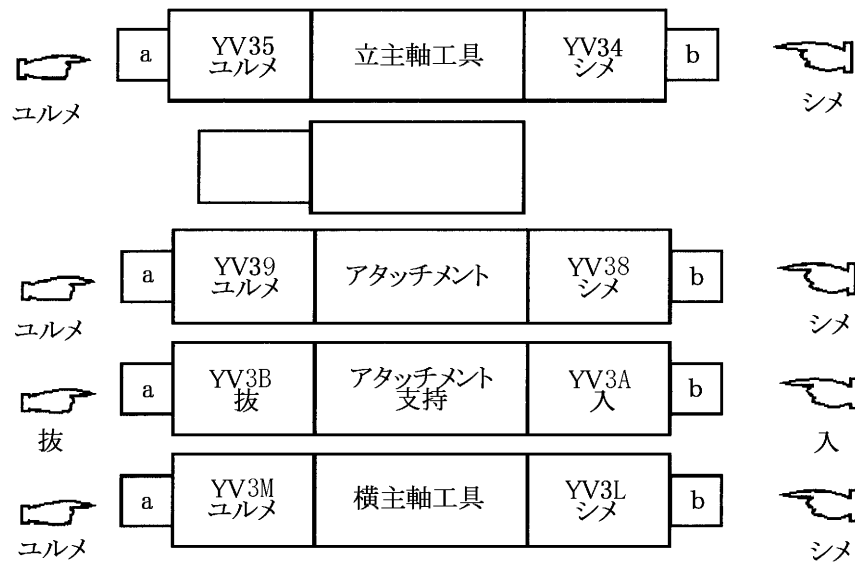 a
YV35
ユルメ
立主軸工具
YV34
シメ
b
ユルメ
シメ
a
YV39
ユルメ
アタッチメント
YV38
シメ
b
ユルメ
シメ
a
YV3B
抜
アタッチメント
支持
YV3A
入
b
抜
入
a
YV3M
ユルメ
横主軸工具
YV3L
シメ
b
ユルメ
シメ